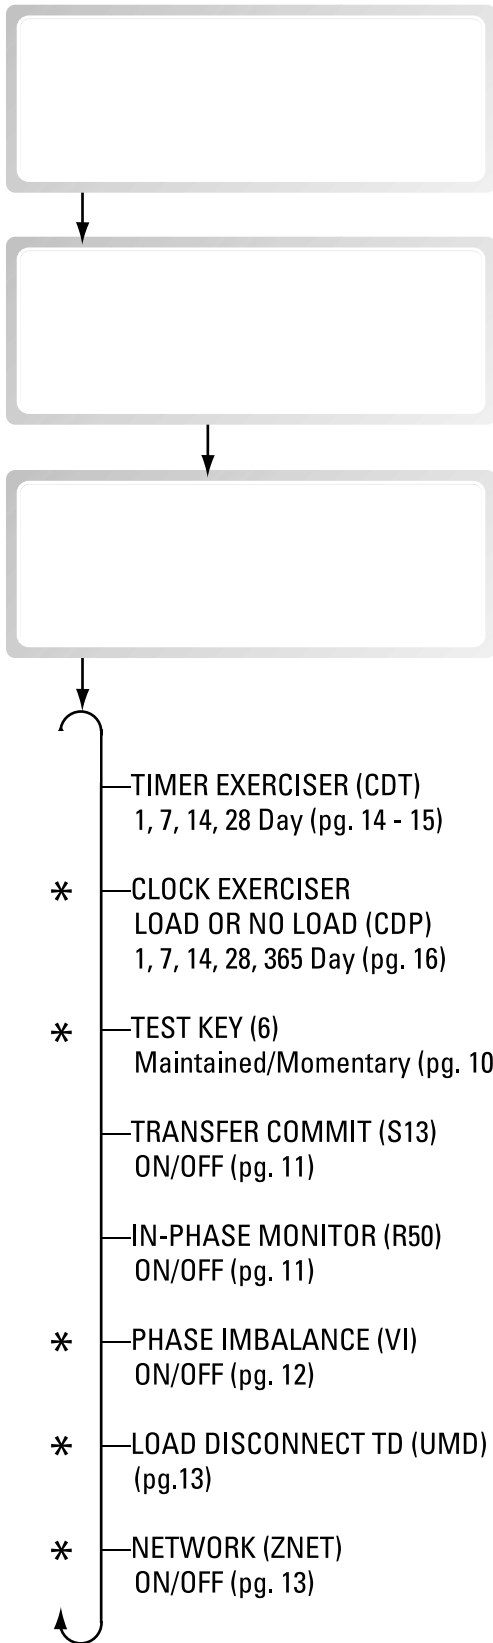 TIMER EXERCISER (CDT)
1, 7, 14, 28 Day (pg. 14 - 15)
* CLOCK EXERCISER
LOAD OR NO LOAD (CDP)
1, 7, 14, 28, 365 Day (pg. 16)
* TEST KEY (6)
Maintained/Momentary (pg. 10
TRANSFER COMMIT (S13)
ON/OFF (pg. 11)
IN-PHASE MONITOR (R50)
ON/OFF (pg. 11)
* PHASE IMBALANCE (VI)
ON/OFF (pg. 12)
* LOAD DISCONNECT TD (UMD)
(pg.13)
* NETWORK (ZNET)
ON/OFF (pg. 13)